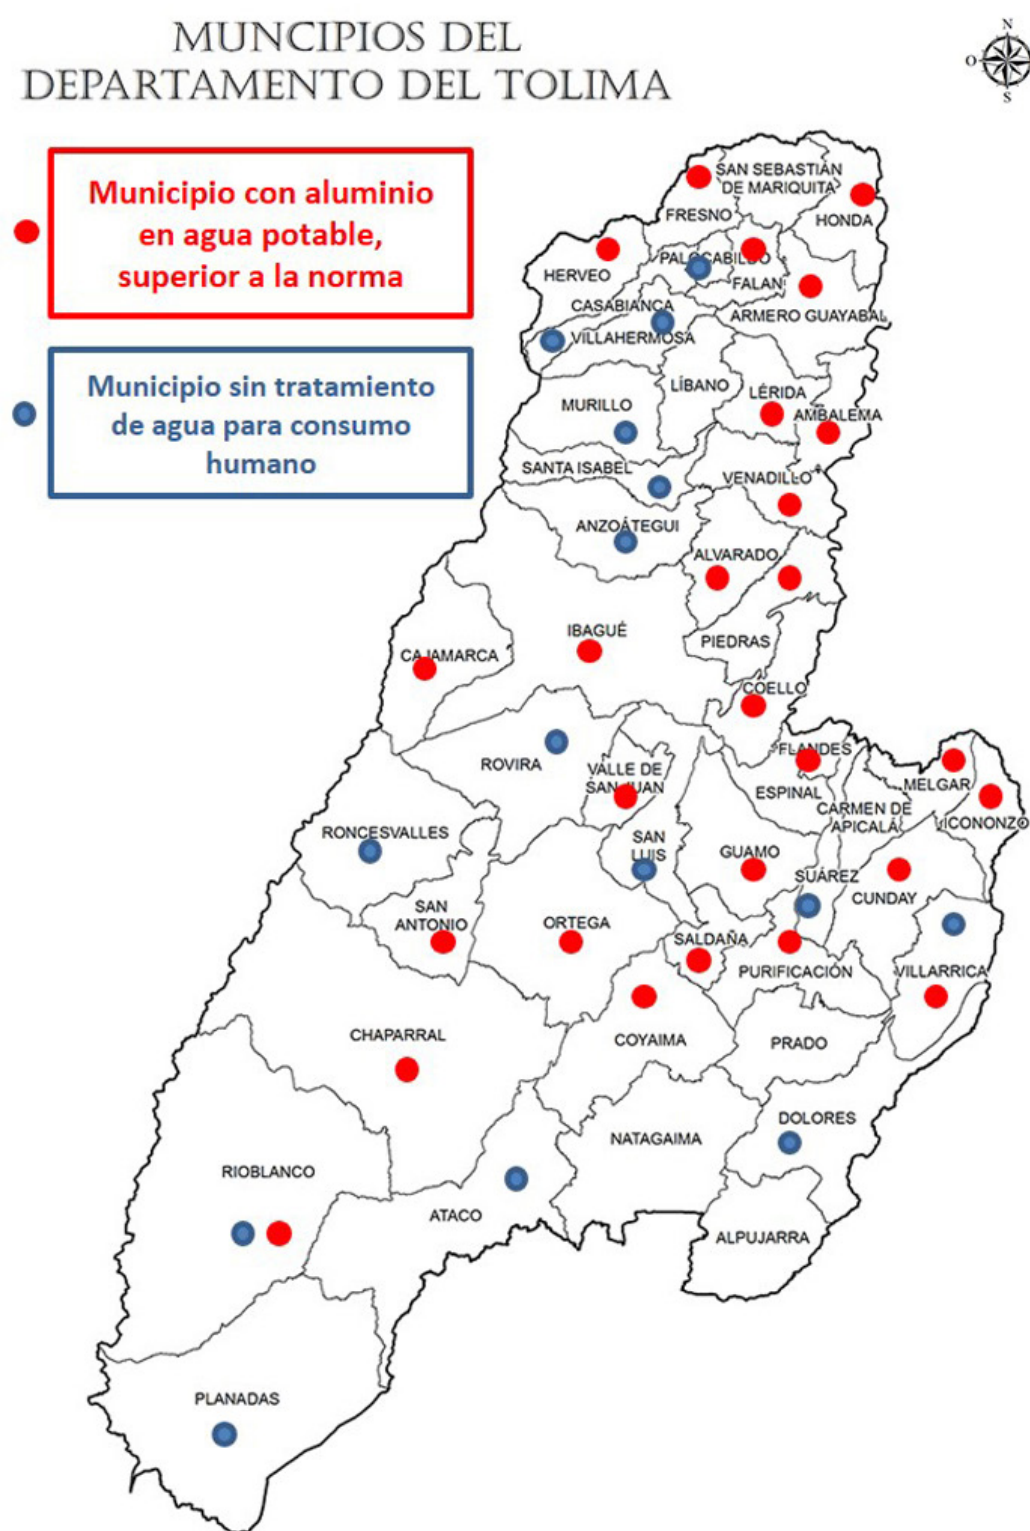 MUNCIPIOS DEL
DEPARTAMENTO DEL TOLIMA
N
O
S
Municipio con aluminio
en agua potable,
superior a la norma
Municipio sin tratamiento
de agua para consumo
humano
SAN SEBASTIÁN
DE MARIQUITA
FRESNO
HONDA
HERVEO
PALOCABILDO
FALAN
CASABIANCA
ARMERO GUAYABAL
VILLAHERMOSA
LÍBANO
LÉRIDA
MURILLO
AMBALEMA
SANTA ISABEL
VENADILLO
ANZOÁTEGUI
ALVARADO
IBAGUÉ
PIEDRAS
CAJAMARCA
COELLO
FLANDES
ROVIRA
VALLE DE
SAN JUAN
ESPINAL
MELGAR
CARMEN DE
APICALÁ
ICONONZO
RONCESVALLES
SAN
LUIS
GUAMO
SUÁREZ
CUNDAY
SAN
ANTONIO
ORTEGA
SALDAÑA
PURIFICACIÓN
VILLARRICA
CHAPARRAL
COYAIMA
PRADO
DOLORES
NATAGAIMA
RIOBLANCO
ATACO
ALPUJARRA
PLANADAS